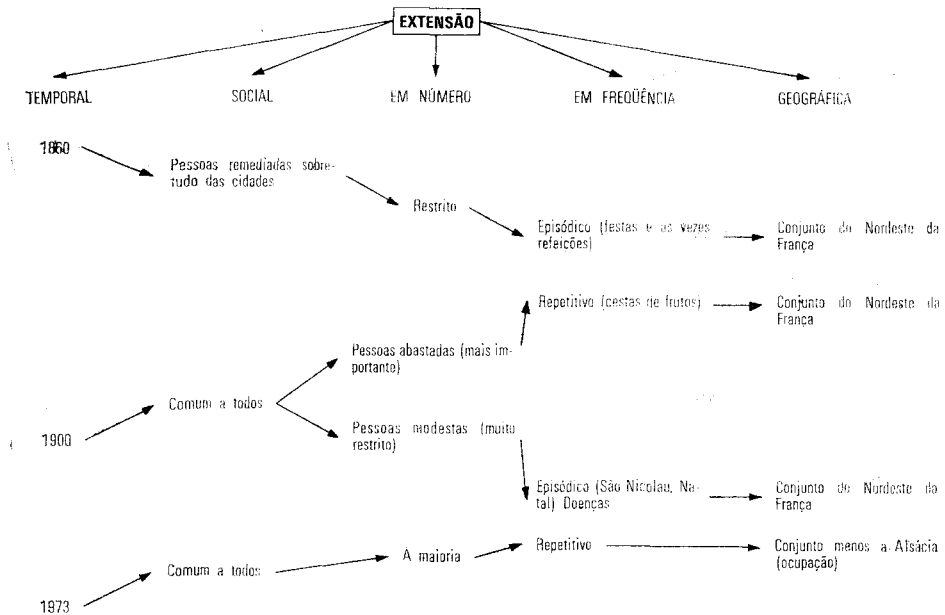 EXTENSÃO
TEMPORAL SOCIAL EM NÚMERO EM FREQÜÊNCIA GEOGRÁFICA
1860
Pessoas remediadas sobre-
tudo das cidades
Restrito
Episódico (festas e as vezes
refeições)
Conjunto do Nordeste da
França
Repetitivo (cestas de frutos)
Conjunto do Nordeste da
França
Pessoas abastadas (mais im-
portante)
Comum a todos
1900
Pessoas modestas (muito
restrito)
Episódico (São Nicolau, Na-
tal) Doenças
Conjunto do Nordeste da
França
1973
Comum a todos
A maioria
Repetitivo
Conjunto menos a Alsácia
(ocupação)